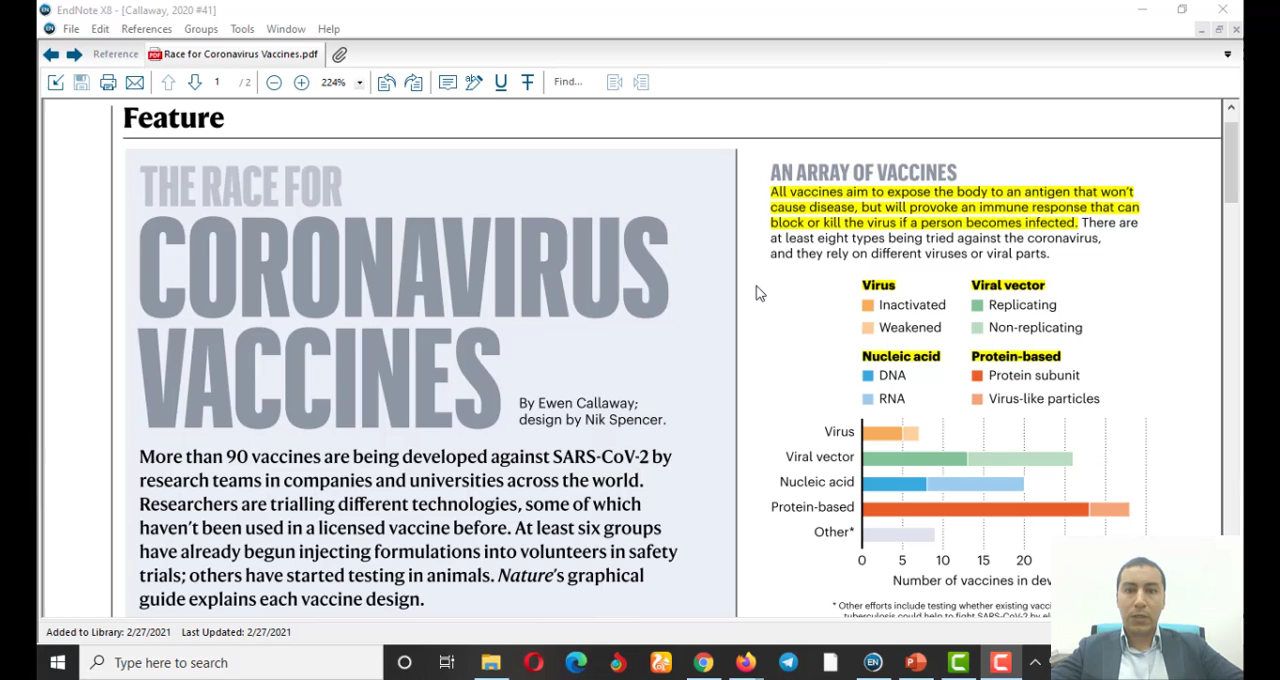 EndNote X8 - [Callaway, 2020 #41]
File Edit References Groups Tools Window Help
Reference Race for Coronavirus Vaccines.pdf
1 / 2 224% Find...
Feature
THE RACE FOR
CORONAVIRUS
VACCINES
By Ewen Callaway;
design by Nik Spencer.
More than 90 vaccines are being developed against SARS-CoV-2 by
research teams in companies and universities across the world.
Researchers are trialling different technologies, some of which
haven't been used in a licensed vaccine before. At least six groups
have already begun injecting formulations into volunteers in safety
trials; others have started testing in animals. Nature's graphical
guide explains each vaccine design.
AN ARRAY OF VACCINES
All vaccines aim to expose the body to an antigen that won't
cause disease, but will provoke an immune response that can
block or kill the virus if a person becomes infected. There are
at least eight types being tried against the coronavirus,
and they rely on different viruses or viral parts.
Virus Viral vector
Inactivated Replicating
Weakened Non-replicating
Nucleic acid Protein-based
DNA Protein subunit
RNA Virus-like particles
Virus
Viral vector
Nucleic acid
Protein-based
Other*
0 5 10 15 20
Number of vaccines in dev
* Other efforts include testing whether existing vacci
Added to Library: 2/27/2021 Last Updated: 2/27/2021
Type here to search